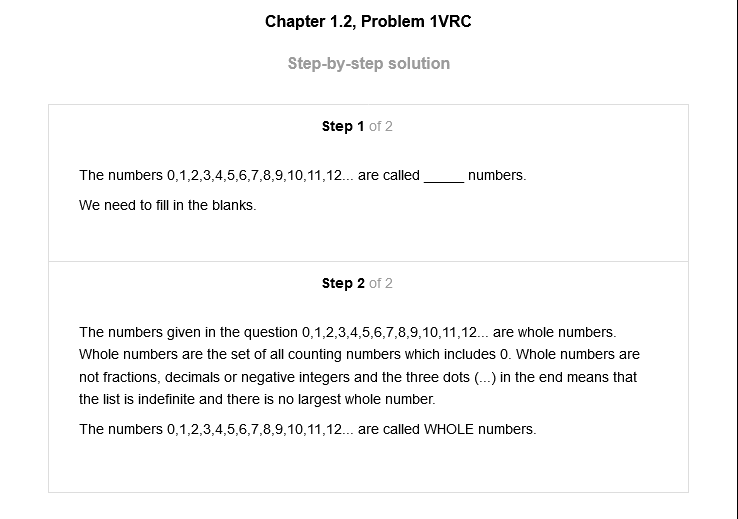 Chapter 1.2, Problem 1VRC
Step-by-step solution
Step 1 of 2
The numbers 0,1,2,3,4,5,6,7,8,9,10,11,12... are called _____ numbers.
We need to fill in the blanks.
Step 2 of 2
The numbers given in the question 0,1,2,3,4,5,6,7,8,9,10,11,12... are whole numbers.
Whole numbers are the set of all counting numbers which includes 0. Whole numbers are
not fractions, decimals or negative integers and the three dots (...) in the end means that
the list is indefinite and there is no largest whole number.
The numbers 0,1,2,3,4,5,6,7,8,9,10,11,12... are called WHOLE numbers.